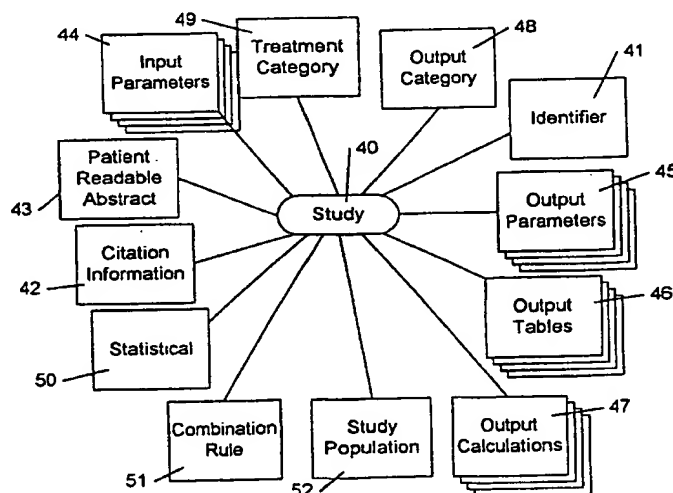 49
44
Input
Parameters
Treatment
Category
Output
Category
48
41
Identifier
40
Study
Patient
Readable
Abstract
43
45
Output
Parameters
Citation
Information
42
Output
Tables
46
Statistical
50
Combination
Rule
51
Study
Population
52
Output
Calculations
47